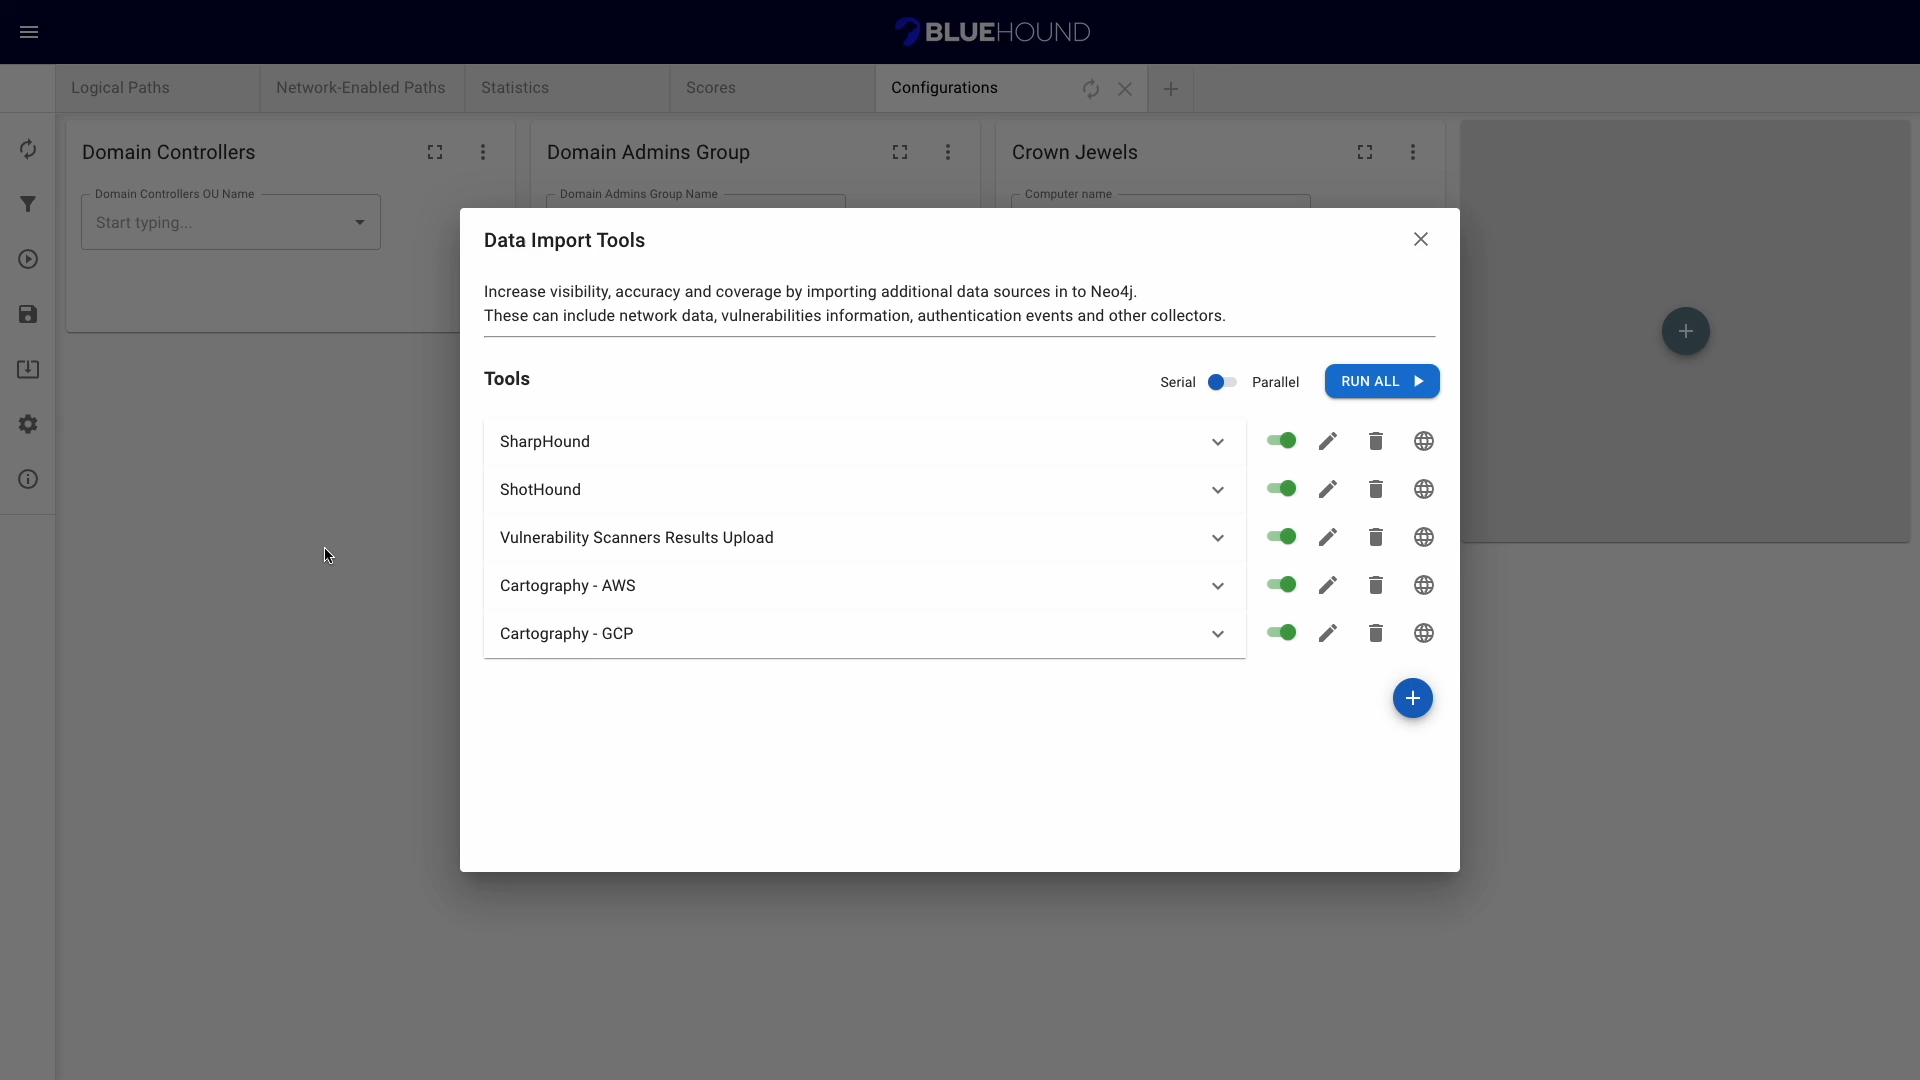 BLUEHOUND
Logical Paths
Network-Enabled Paths
Statistics
Scores
Configurations
Domain Controllers
Domain Admins Group
Crown Jewels
Domain Controllers OU Name
Domain Admins Group Name
Computer name
Start typing...
Data Import Tools
Increase visibility, accuracy and coverage by importing additional data sources in to Neo4j.
These can include network data, vulnerabilities information, authentication events and other collectors.
Tools
Serial
Parallel
RUN ALL
SharpHound
ShotHound
Vulnerability Scanners Results Upload
Cartography - AWS
Cartography - GCP